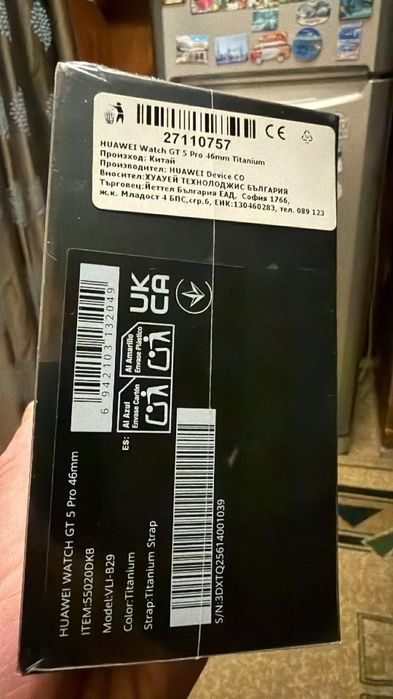 27110757
CE
HUAWEI Watch GT 5 Pro 46mm Titanium
Произход: Китай
Производител: HUAWEI Device CO
Вносител:ХУАУЕЙ ТЕХНОЛОДЖИС БЪЛГАРИЯ
Търговец:Йеттел България ЕАД, София 1766,
ж.к. Младост 4 БПС,сгр.6, ЕИК:130460283, тел. 089 123
6 942103 132049
UK
CA
ES:
Al Azul
Envase Cartón
Al Amarillo
Envase Plástico
HUAWEI WATCH GT 5 Pro 46mm
ITEM:55020DKB
Model:VLI-B29
Color:Titanium
Strap:Titanium Strap
S/N:3DXTQ25614001039